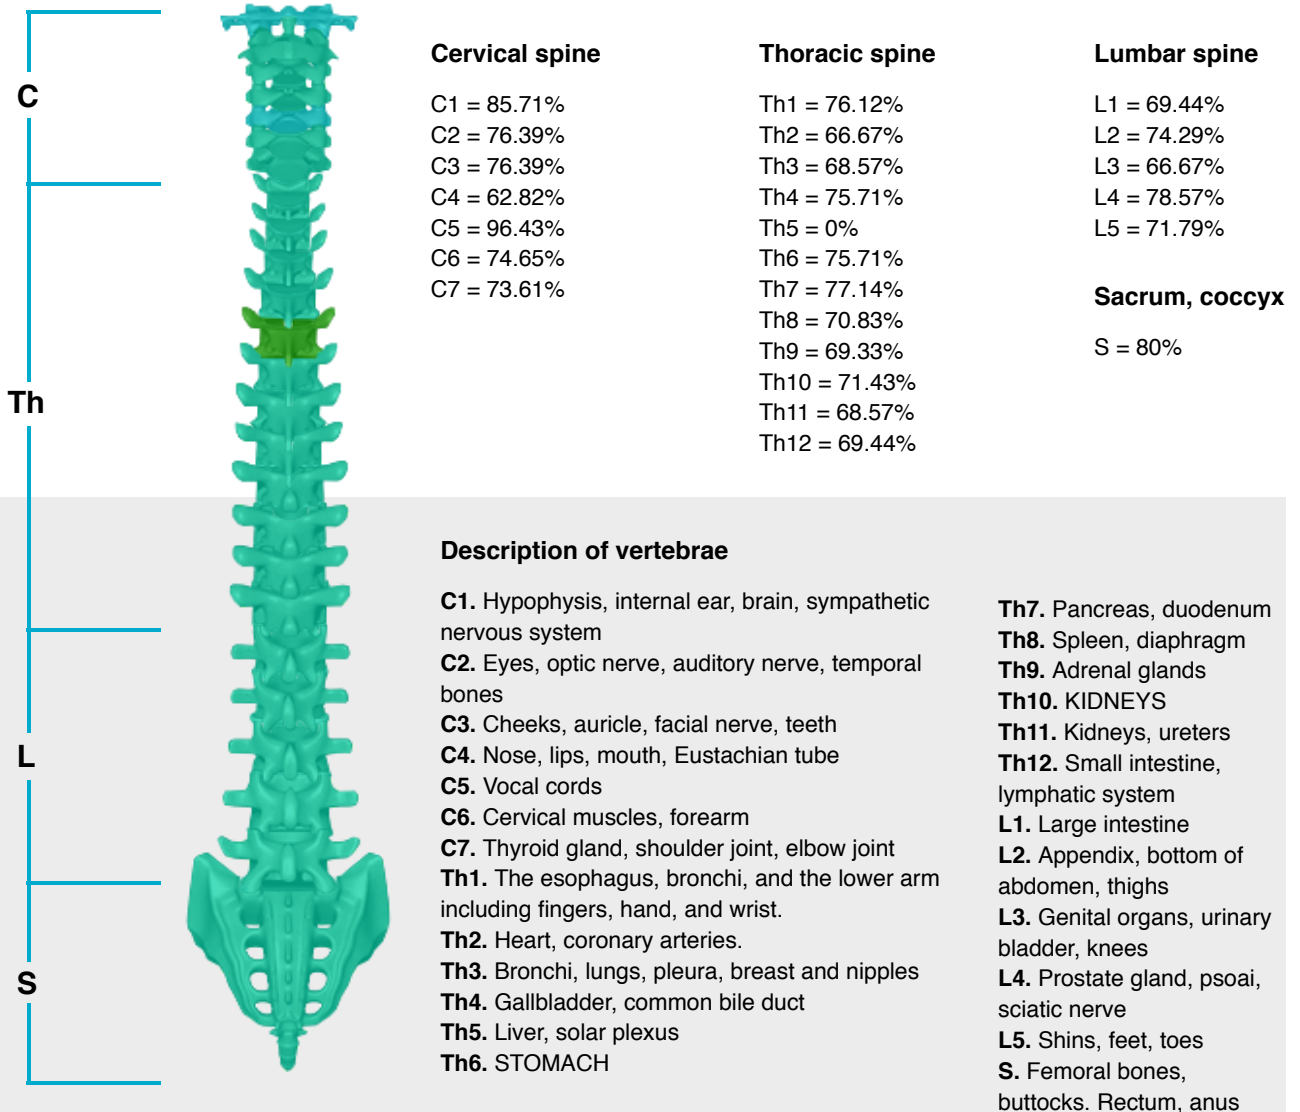 C
Th
L
S
Cervical spine
C1 = 85.71%
C2 = 76.39%
C3 = 76.39%
C4 = 62.82%
C5 = 96.43%
C6 = 74.65%
C7 = 73.61%
Thoracic spine
Th1 = 76.12%
Th2 = 66.67%
Th3 = 68.57%
Th4 = 75.71%
Th5 = 0%
Th6 = 75.71%
Th7 = 77.14%
Th8 = 70.83%
Th9 = 69.33%
Th10 = 71.43%
Th11 = 68.57%
Th12 = 69.44%
Lumbar spine
L1 = 69.44%
L2 = 74.29%
L3 = 66.67%
L4 = 78.57%
L5 = 71.79%
Sacrum, coccyx
S = 80%
Description of vertebrae
C1. Hypophysis, internal ear, brain, sympathetic
nervous system
C2. Eyes, optic nerve, auditory nerve, temporal
bones
C3. Cheeks, auricle, facial nerve, teeth
C4. Nose, lips, mouth, Eustachian tube
C5. Vocal cords
C6. Cervical muscles, forearm
C7. Thyroid gland, shoulder joint, elbow joint
Th1. The esophagus, bronchi, and the lower arm
including fingers, hand, and wrist.
Th2. Heart, coronary arteries.
Th3. Bronchi, lungs, pleura, breast and nipples
Th4. Gallbladder, common bile duct
Th5. Liver, solar plexus
Th6. STOMACH
Th7. Pancreas, duodenum
Th8. Spleen, diaphragm
Th9. Adrenal glands
Th10. KIDNEYS
Th11. Kidneys, ureters
Th12. Small intestine,
lymphatic system
L1. Large intestine
L2. Appendix, bottom of
abdomen, thighs
L3. Genital organs, urinary
bladder, knees
L4. Prostate gland, psoai,
sciatic nerve
L5. Shins, feet, toes
S. Femoral bones,
buttocks. Rectum, anus